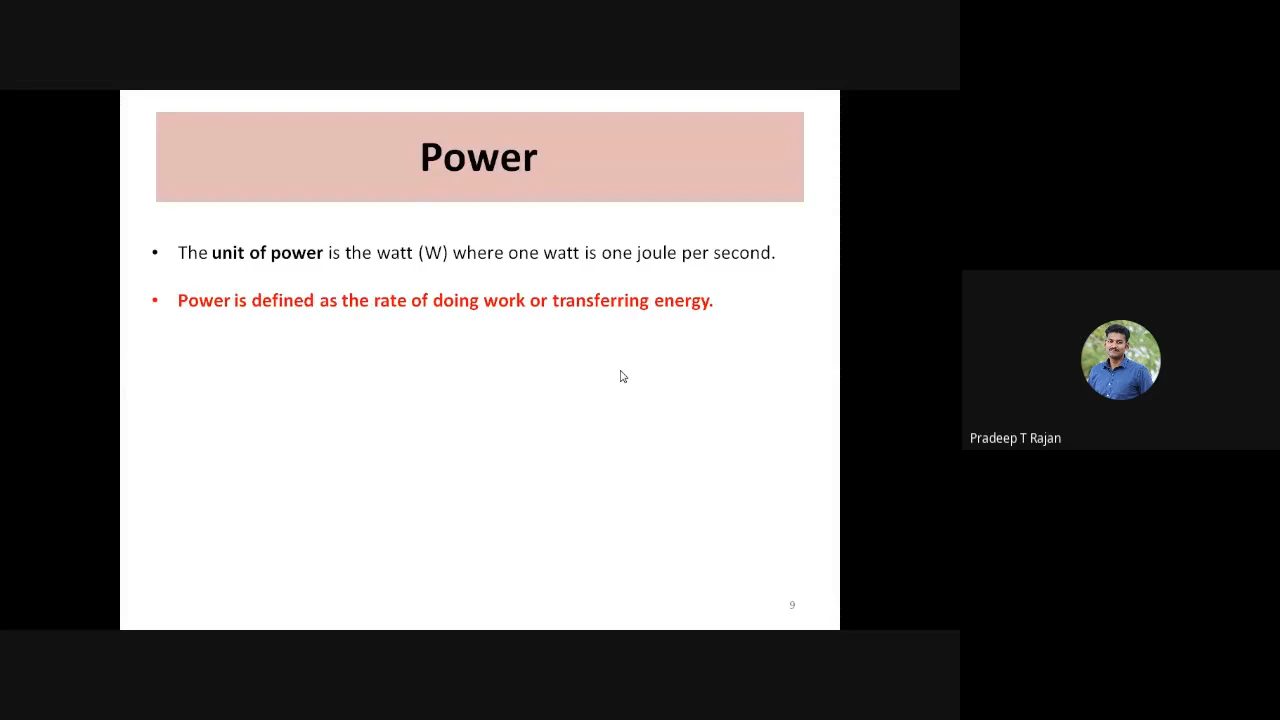 Power
• The unit of power is the watt (W) where one watt is one joule per second.
• Power is defined as the rate of doing work or transferring energy.
Pradeep T Rajan
9